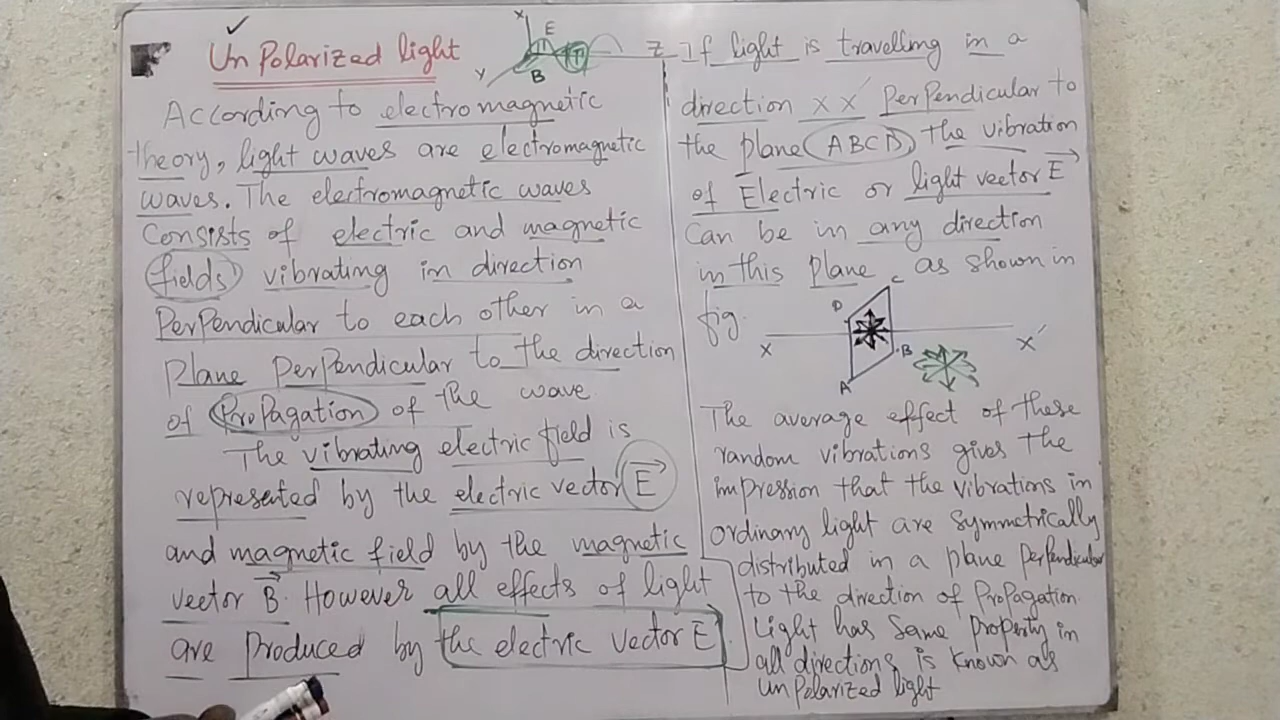 Un Polarized light
X
E
Z
Y
B
According to electromagnetic
theory, light waves are electromagnetic
waves. The electromagnetic waves
Consists of electric and magnetic
fields vibrating in direction
Perpendicular to each other in a
Plane Perpendicular to the direction
of Propagation of the wave
The vibrating electric field is
represented by the electric vector E
and magnetic field by the magnetic
vector B. However all effects of light
are produced by the electric vector E
If light is travelling in a
direction X X' Perpendicular to
the plane (ABCD) the vibration
of Electric or light vector E
Can be in any direction
in this plane as shown in
fig.
C
D
X
X'
B
A
The average effect of these
random vibrations gives the
impression that the vibrations in
ordinary light are symmetrically
distributed in a plane perpendicular
to the direction of Propagation.
Light has same property in
all directions is known as
unpolarized light